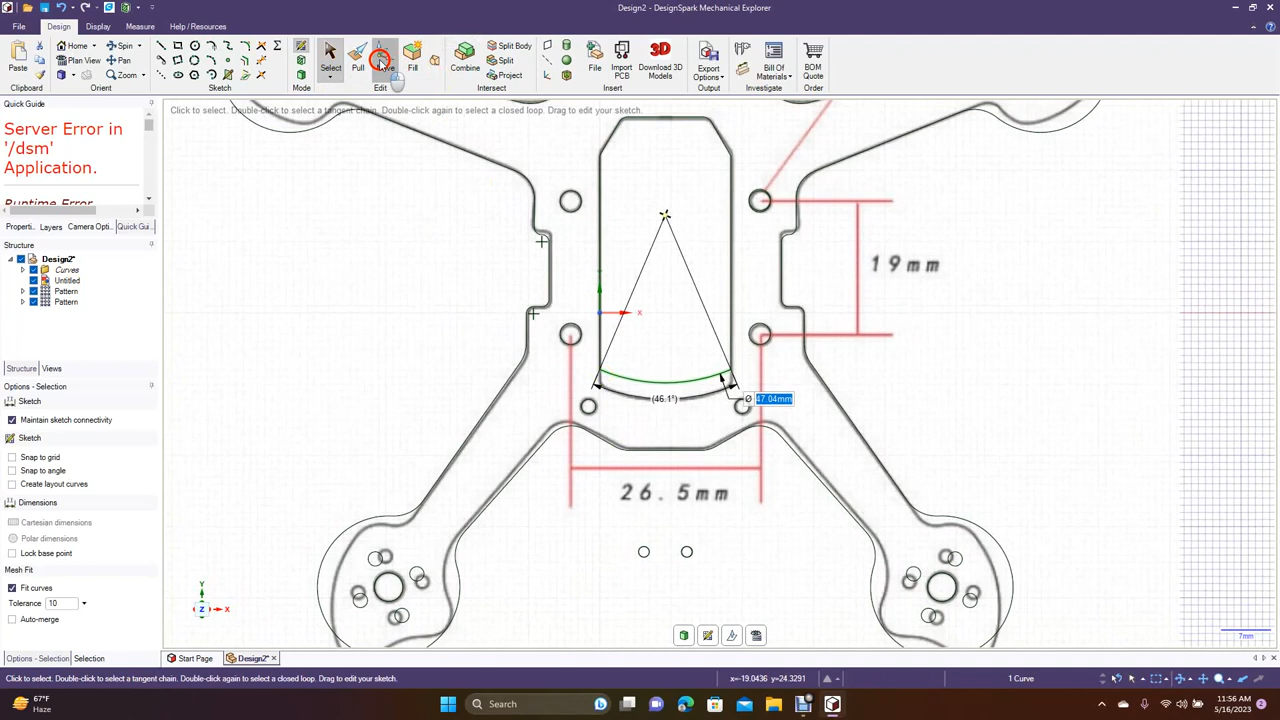 Design2 - DesignSpark Mechanical Explorer
File Design Display Measure Help / Resources
Paste
Clipboard
Home Spin
Plan View Pan
Zoom
Orient
Sketch
Mode
Select Pull Fill
Edit
Combine Split Body
Split
Project
Intersect
File Import PCB Download 3D Models
Insert
Export Options
Output
Bill of Materials
Investigate
BOM Quote
Order
Quick Guide
Server Error in '/dsm' Application.
Runtime Error
Properti... Layers Camera Opti... Quick Gui...
Structure
Design2*
Curves
Untitled
Pattern
Pattern
Structure Views
Options - Selection
Sketch
Maintain sketch connectivity
Sketch
Snap to grid
Snap to angle
Create layout curves
Dimensions
Cartesian dimensions
Polar dimensions
Lock base point
Mesh Fit
Fit curves
Tolerance 10
Auto-merge
Options - Selection Selection
Click to select. Double-click to select a tangent chain. Double-click again to select a closed loop. Drag to edit your sketch.
19mm
X
(46.1°)
Ø 47.04mm
26.5mm
Y
Z X
7mm
Start Page Design2*
Click to select. Double-click to select a tangent chain. Double-click again to select a closed loop. Drag to edit your sketch.
x=-19.0436 y=24.3291
1 Curve
67°F
Haze
Search
11:56 AM
5/16/2023